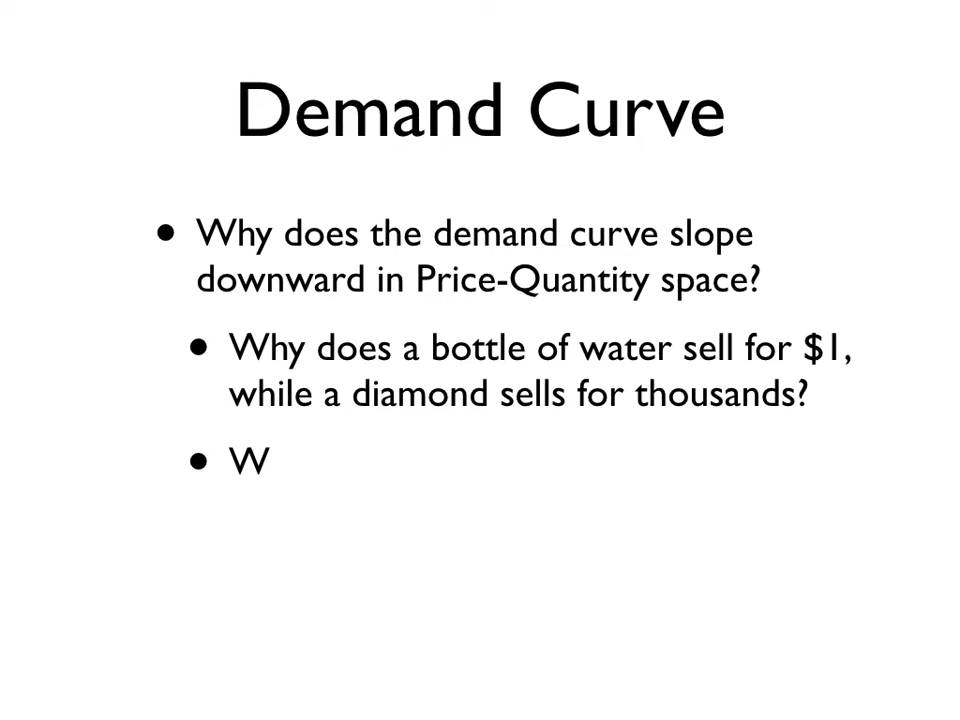 Demand Curve
• Why does the demand curve slope
downward in Price-Quantity space?
• Why does a bottle of water sell for $1,
while a diamond sells for thousands?
• W